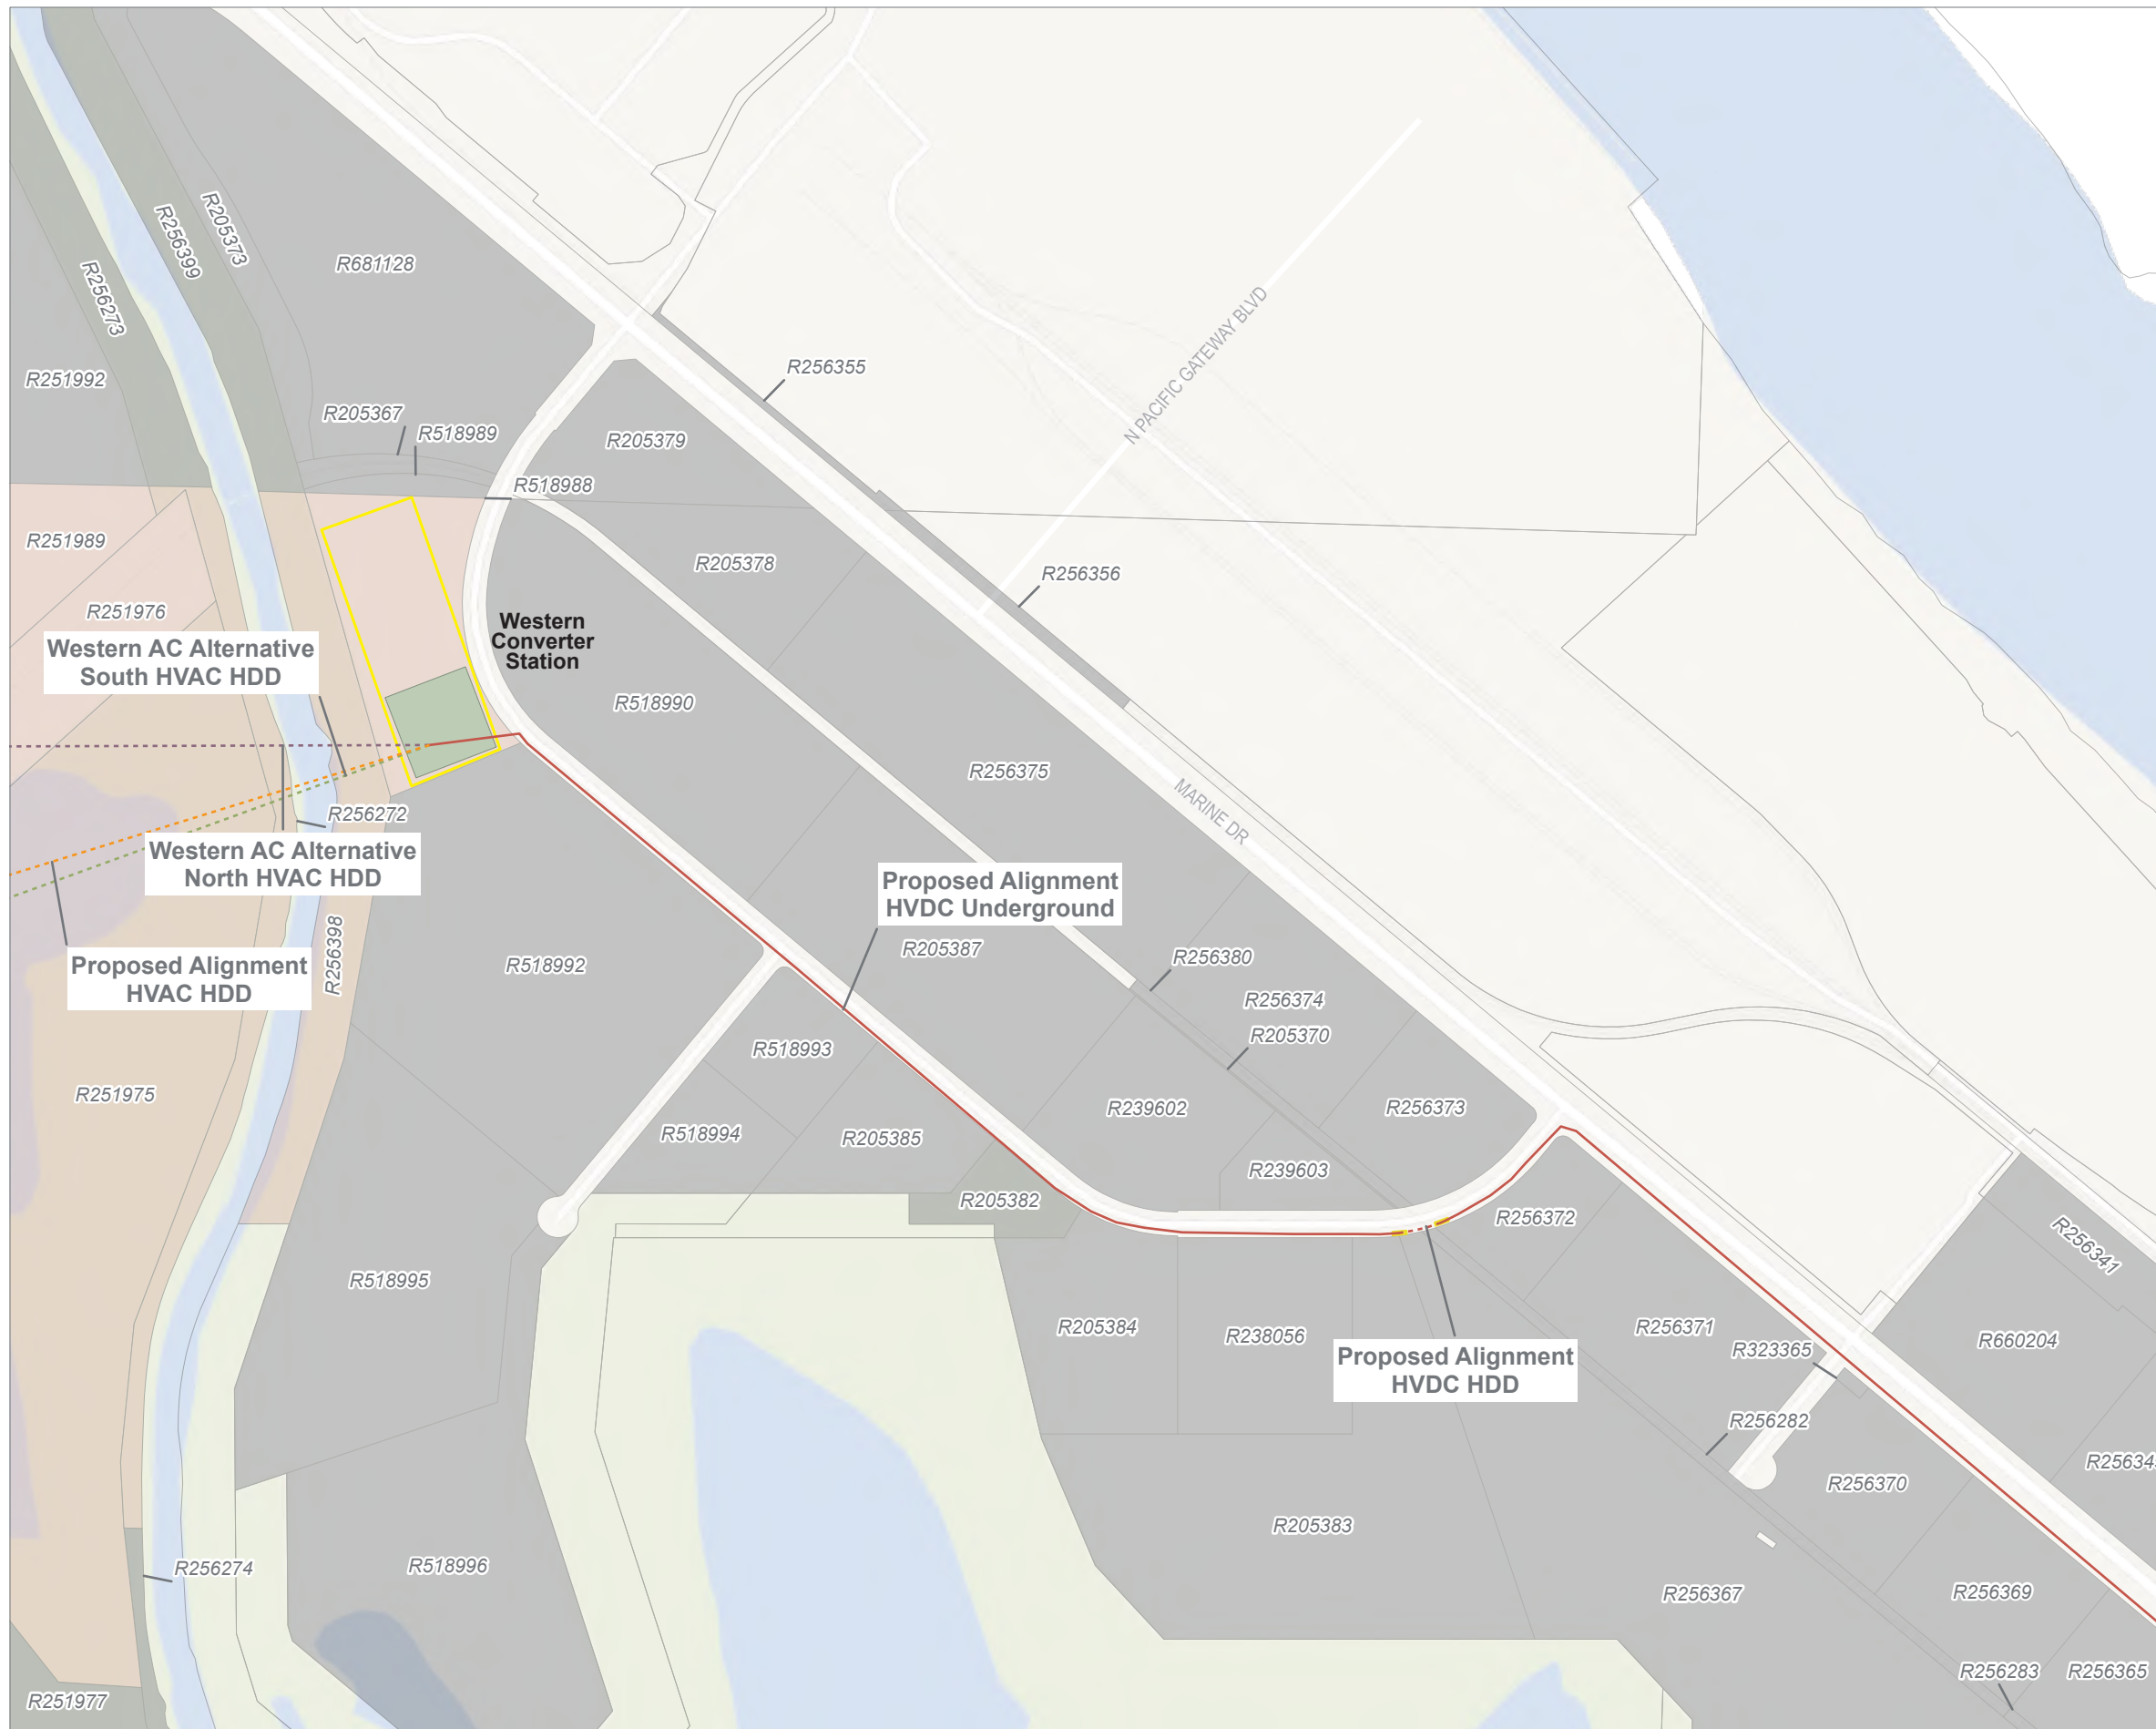 R205373
R256399
R256273
R681128
R251992
R256355
R205367
R518989
R205379
N PACIFIC GATEWAY BLVD
R518988
R251989
R205378
R256356
R251976
Western
Converter
Station
Western AC Alternative
South HVAC HDD
R518990
R256375
MARINE DR
R256272
Western AC Alternative
North HVAC HDD
Proposed Alignment
HVDC Underground
R205387
R256398
R256380
Proposed Alignment
HVAC HDD
R518992
R256374
R205370
R518993
R251975
R239602
R256373
R518994
R205385
R239603
R205382
R256372
R256341
R518995
R205384
R238056
R256371
R323365
R660204
Proposed Alignment
HVDC HDD
R256282
R25634
R256370
R205383
R256274
R518996
R256367
R256369
R256283
R256365
R251977